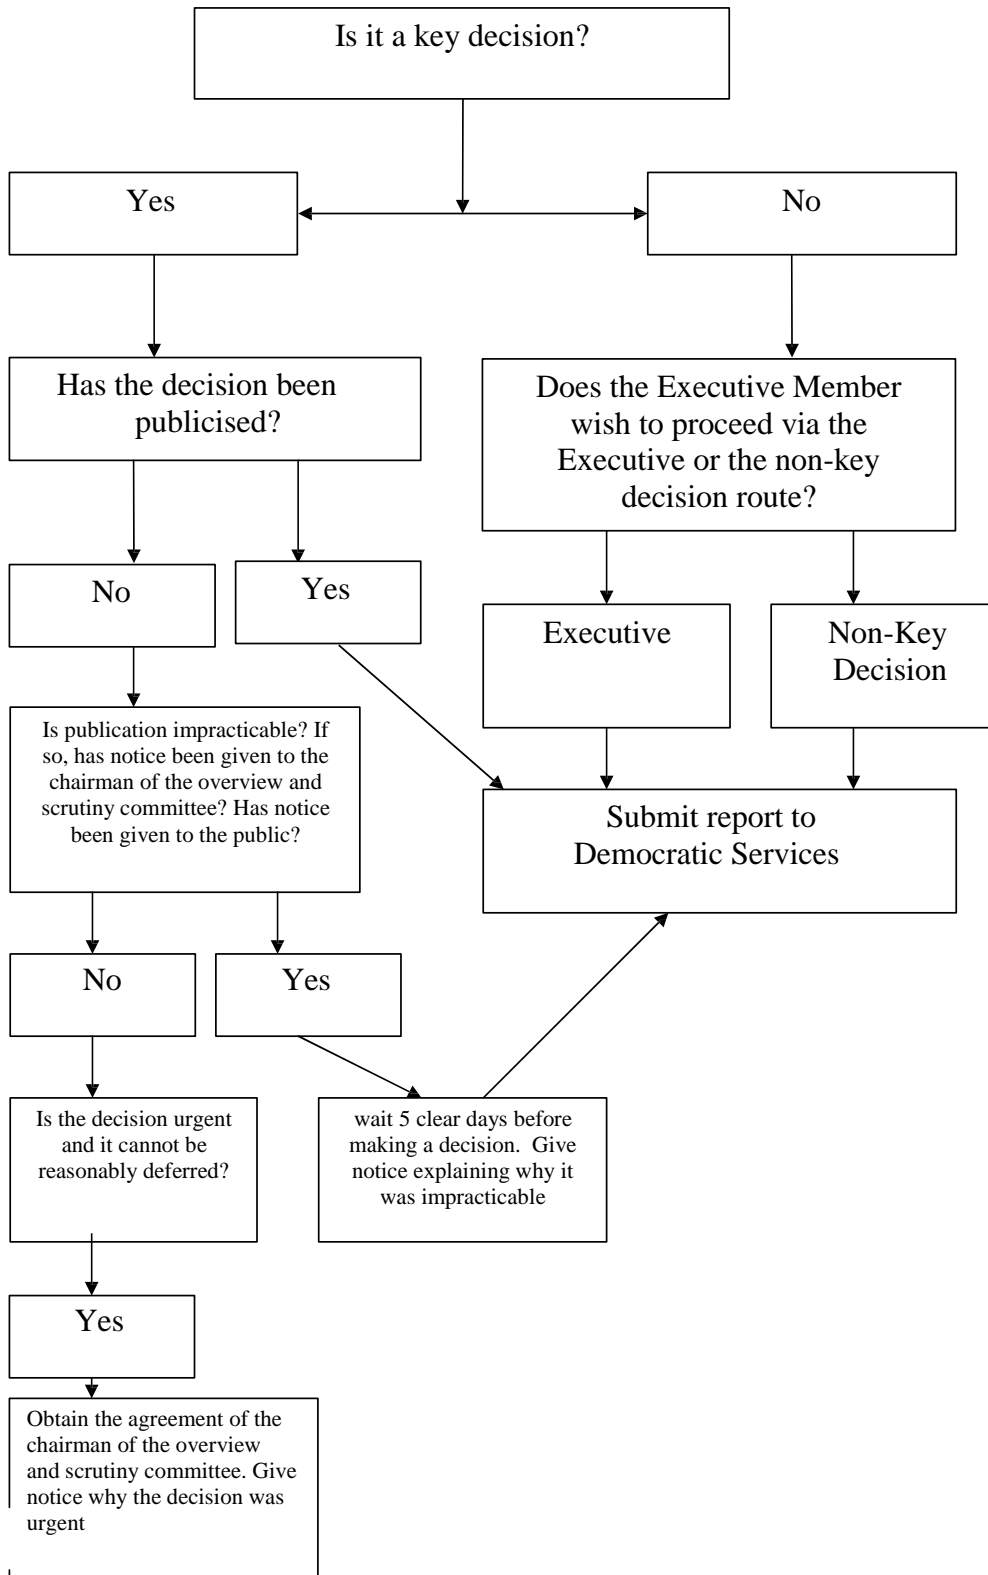 Is it a key decision?
Yes
No
Has the decision been
publicised?
Does the Executive Member
wish to proceed via the
Executive or the non-key
decision route?
No
Yes
Executive
Non-Key
Decision
Is publication impracticable? If
so, has notice been given to the
chairman of the overview and
scrutiny committee? Has notice
been given to the public?
Submit report to
Democratic Services
No
Yes
Is the decision urgent
and it cannot be
reasonably deferred?
wait 5 clear days before
making a decision.  Give
notice explaining why it
was impracticable
Yes
Obtain the agreement of the
chairman of the overview
and scrutiny committee. Give
notice why the decision was
urgent